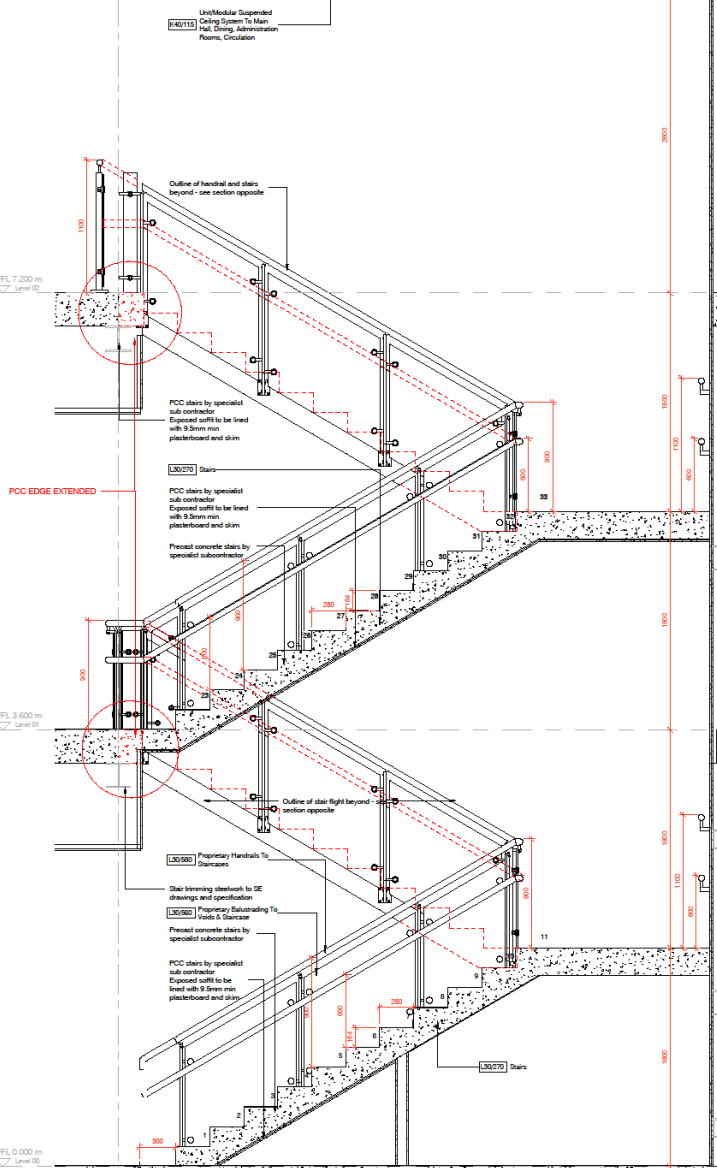 Unit/Modular Suspended
K40/115 Ceiling System To Main
Hall, Dining, Administration
Rooms, Circulation
2600
Outline of handrail and stairs
beyond - see section opposite
1100
FL 7.200 m
Level 02
PCC stairs by specialist
sub contractor
Exposed soffit to be lined
with 9.5mm min
plasterboard and skim
1800
1100
600
900
600
L30/270 Stairs
PCC EDGE EXTENDED
PCC stairs by specialist
sub contractor
Exposed soffit to be lined
with 9.5mm min
plasterboard and skim
Precast concrete stairs by
specialist subcontractor
33
32
31
30
29
28
27
26
25
24
23
164
280
900
900
1800
FL 3.600 m
Level 01
Outline of stair flight beyond - see
section opposite
1800
1100
600
900
L30/580 Proprietary Handrails To
Staircases
Stair trimming steelwork to SE
drawings and specification
L30/560 Proprietary Balustrading To
Voids & Staircase
Precast concrete stairs by
specialist subcontractor
PCC stairs by specialist
sub contractor
Exposed soffit to be
lined with 9.5mm min
plasterboard and skim
11
10
9
8
6
5
4
3
2
1
280
164
600
900
L30/270 Stairs
1800
300
FL 0.000 m
Level 00